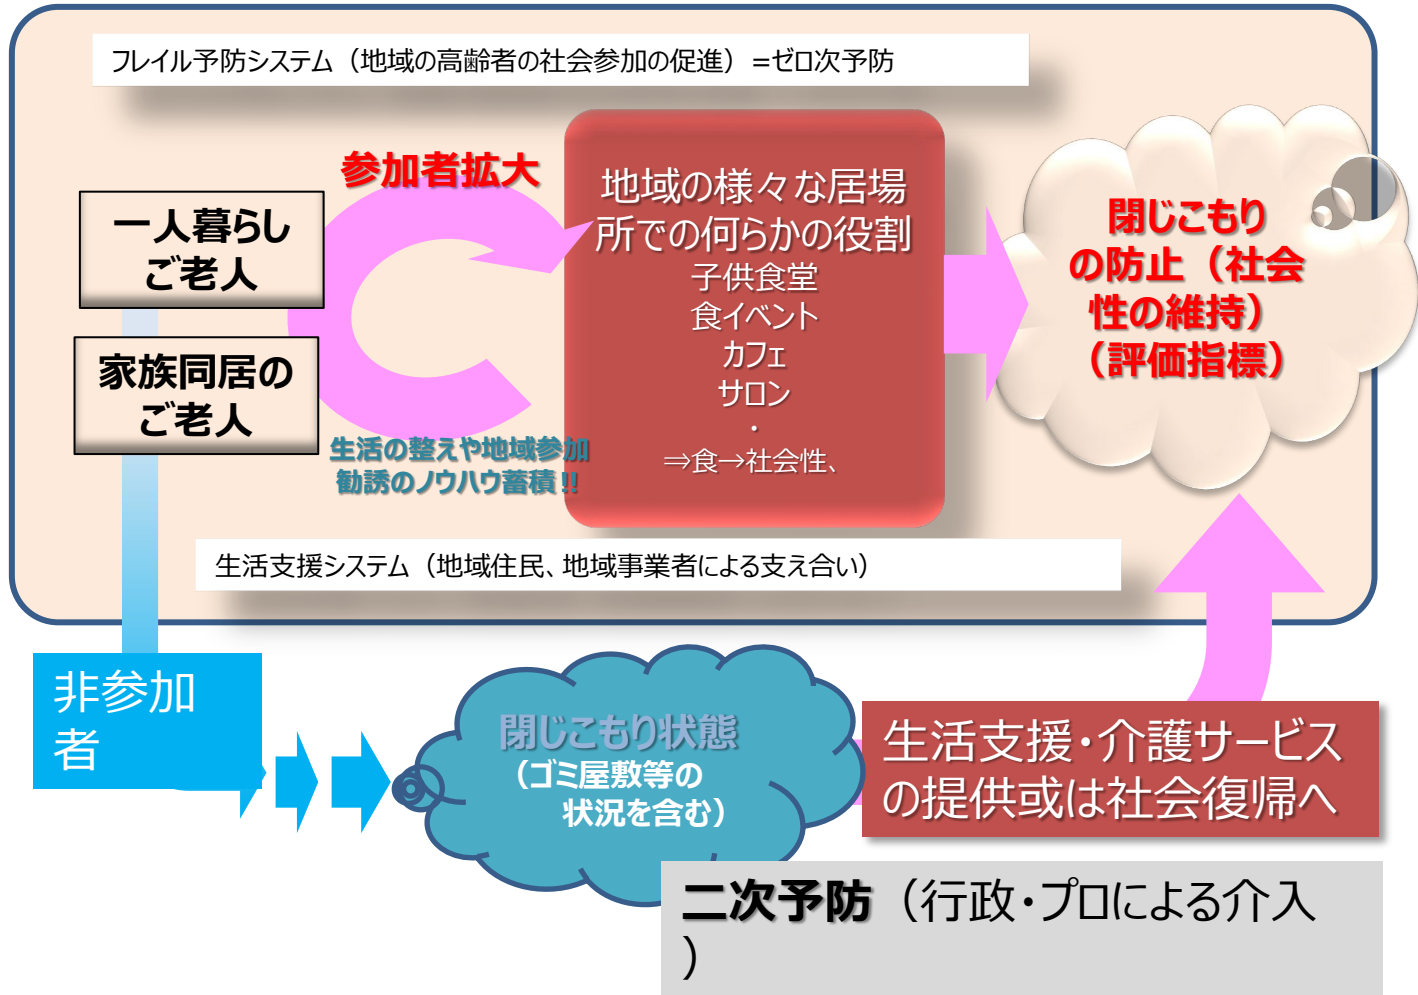 フレイル予防システム（地域の高齢者の社会参加の促進）=ゼロ次予防
参加者拡大
一人暮らし
ご老人
家族同居の
ご老人
生活の整えや地域参加
勧誘のノウハウ蓄積‼
地域の様々な居場
所での何らかの役割
子供食堂
食イベント
カフェ
サロン
・
⇒食→社会性、
閉じこもり
の防止（社会
性の維持）
（評価指標）
生活支援システム（地域住民、地域事業者による支え合い）
非参加
者
閉じこもり状態
（ゴミ屋敷等の
状況を含む）
生活支援・介護サービス
の提供或は社会復帰へ
二次予防（行政・プロによる介入
）